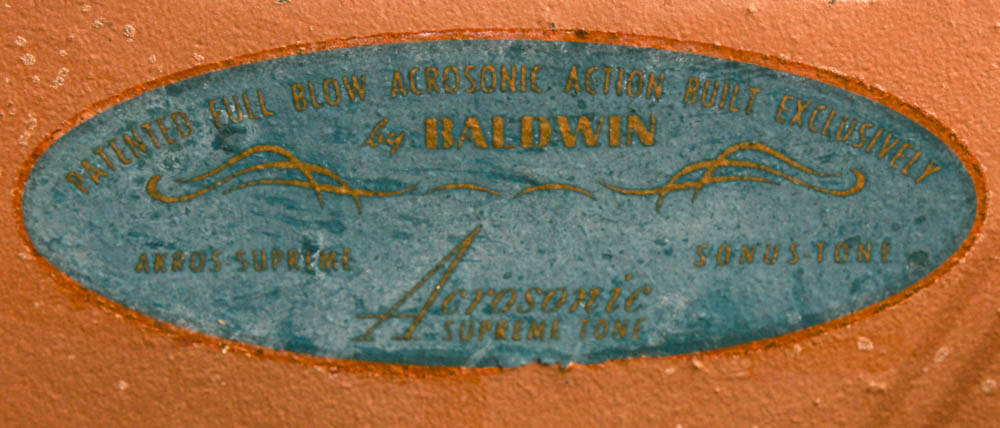 PATENTED FULL BLOW ACROSONIC ACTION BUILT EXCLUSIVELY
by BALDWIN
AKROS-SUPREME
SONUS-TONE
Acrosonic
SUPREME TONE